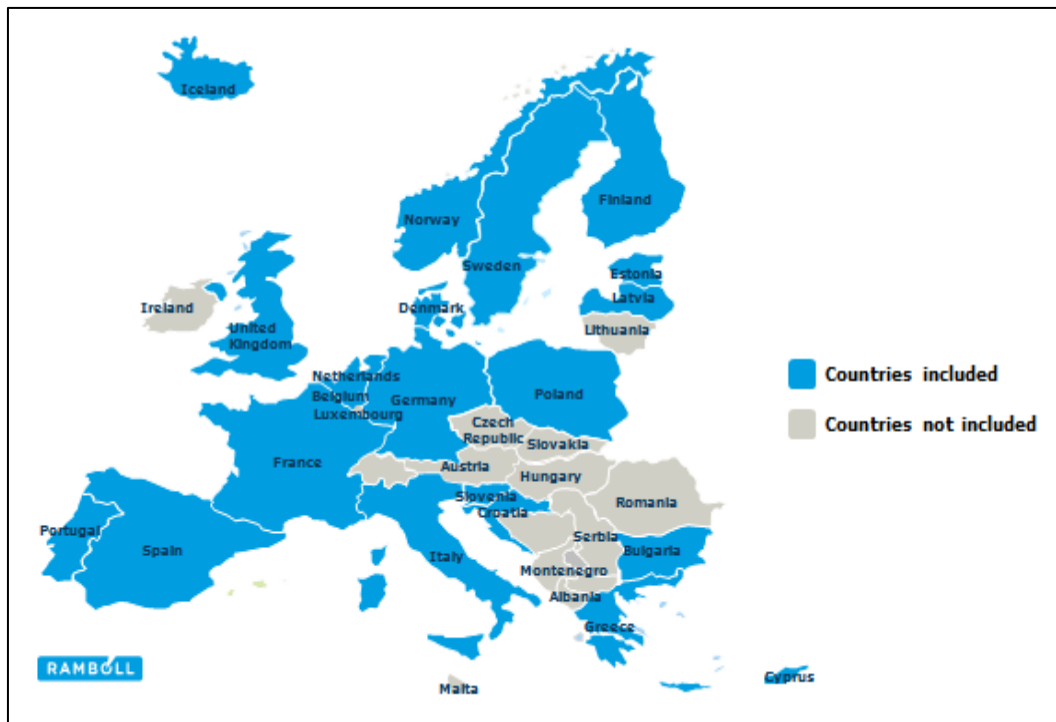 Iceland
Norway
Finland
Sweden
Estonia
Latvia
Lithuania
Denmark
Ireland
United
Kingdom
Netherlands
Belgium
Luxembourg
Germany
Poland
Czech
Republic
Slovakia
Austria
Hungary
France
Slovenia
Croatia
Romania
Serbia
Bulgaria
Portugal
Spain
Italy
Montenegro
Albania
Greece
Malta
Cyprus
Countries included
Countries not included
RAMBOLL